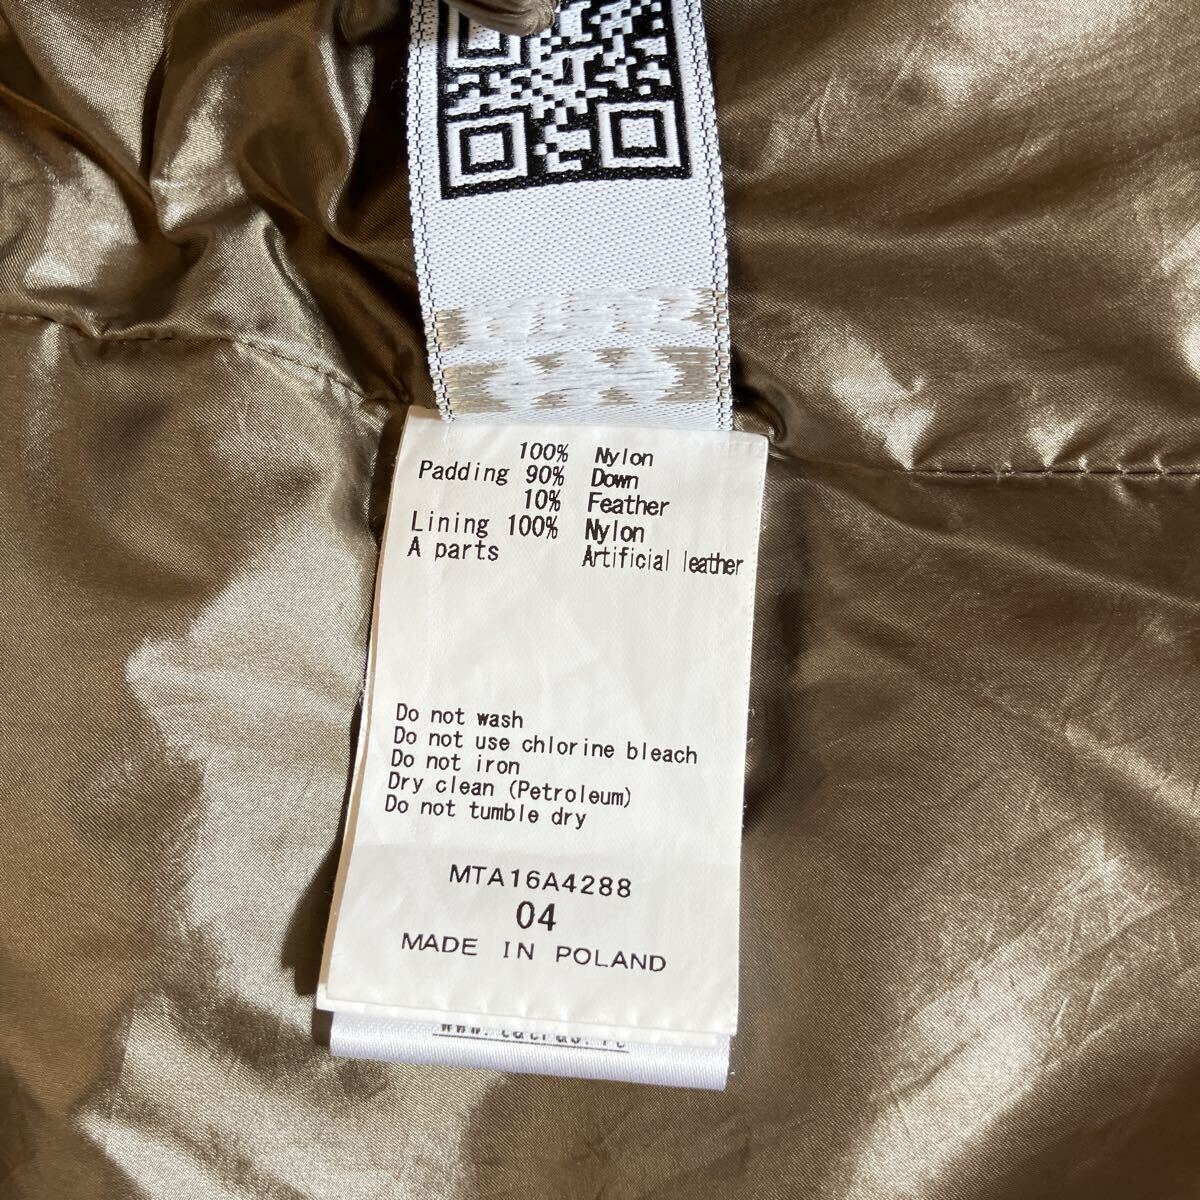 100% Nylon
Padding 90% Down
10% Feather
Lining 100% Nylon
A parts Artificial leather
Do not wash
Do not use chlorine bleach
Do not iron
Dry clean (Petroleum)
Do not tumble dry
MTA16A4288
04
MADE IN POLAND